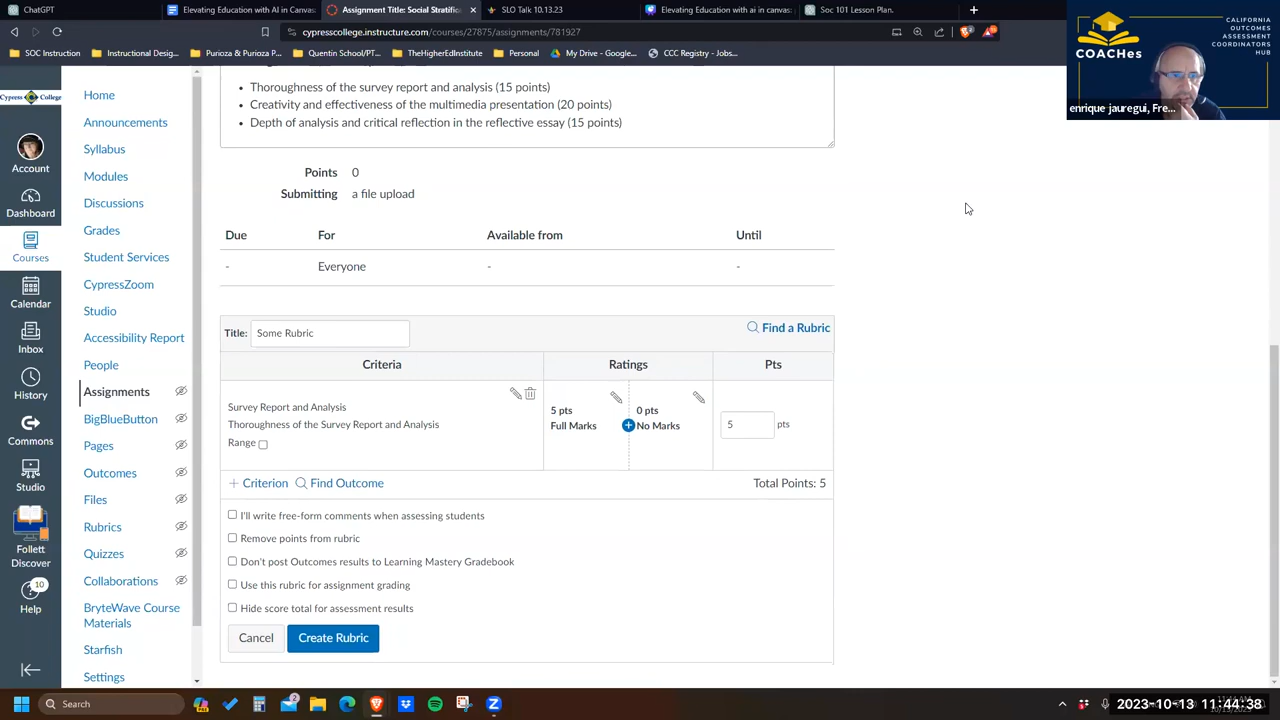 ChatGPT
Elevating Education with AI in Canvas.
Assignment Title: Social Stratific
SLO Talk 10.13.23
Elevating Education with ai in canvas:
Soc 101 Lesson Plan.
cypresscollege.instructure.com/courses/27875/assignments/781927
SOC Instruction
Instructional Desig...
Purioza & Purioza P...
Quentin School/PT...
TheHigherEdInstitute
Personal
My Drive - Google...
CCC Registry - Jobs...
CALIFORNIA
OUTCOMES
ASSESSMENT
COORDINATORS
HUB
COACHes
enrique jauregui, Fre...
Cypress College
Account
Dashboard
Courses
Calendar
Inbox
History
Commons
Studio
Follett
Discover
10
Help
Home
Announcements
Syllabus
Modules
Discussions
Grades
Student Services
CypressZoom
Studio
Accessibility Report
People
Assignments
BigBlueButton
Pages
Outcomes
Files
Rubrics
Quizzes
Collaborations
BryteWave Course
Materials
Starfish
Settings
• Thoroughness of the survey report and analysis (15 points)
• Creativity and effectiveness of the multimedia presentation (20 points)
• Depth of analysis and critical reflection in the reflective essay (15 points)
Points 0
Submitting a file upload
Due For Available from Until
- Everyone - -
Title: Some Rubric
Find a Rubric
Criteria Ratings Pts
Survey Report and Analysis
Thoroughness of the Survey Report and Analysis
Range
5 pts
Full Marks
0 pts
No Marks
5 pts
+ Criterion Find Outcome
Total Points: 5
I'll write free-form comments when assessing students
Remove points from rubric
Don't post Outcomes results to Learning Mastery Gradebook
Use this rubric for assignment grading
Hide score total for assessment results
Cancel Create Rubric
Search
2
2023-10-13 11:44:38